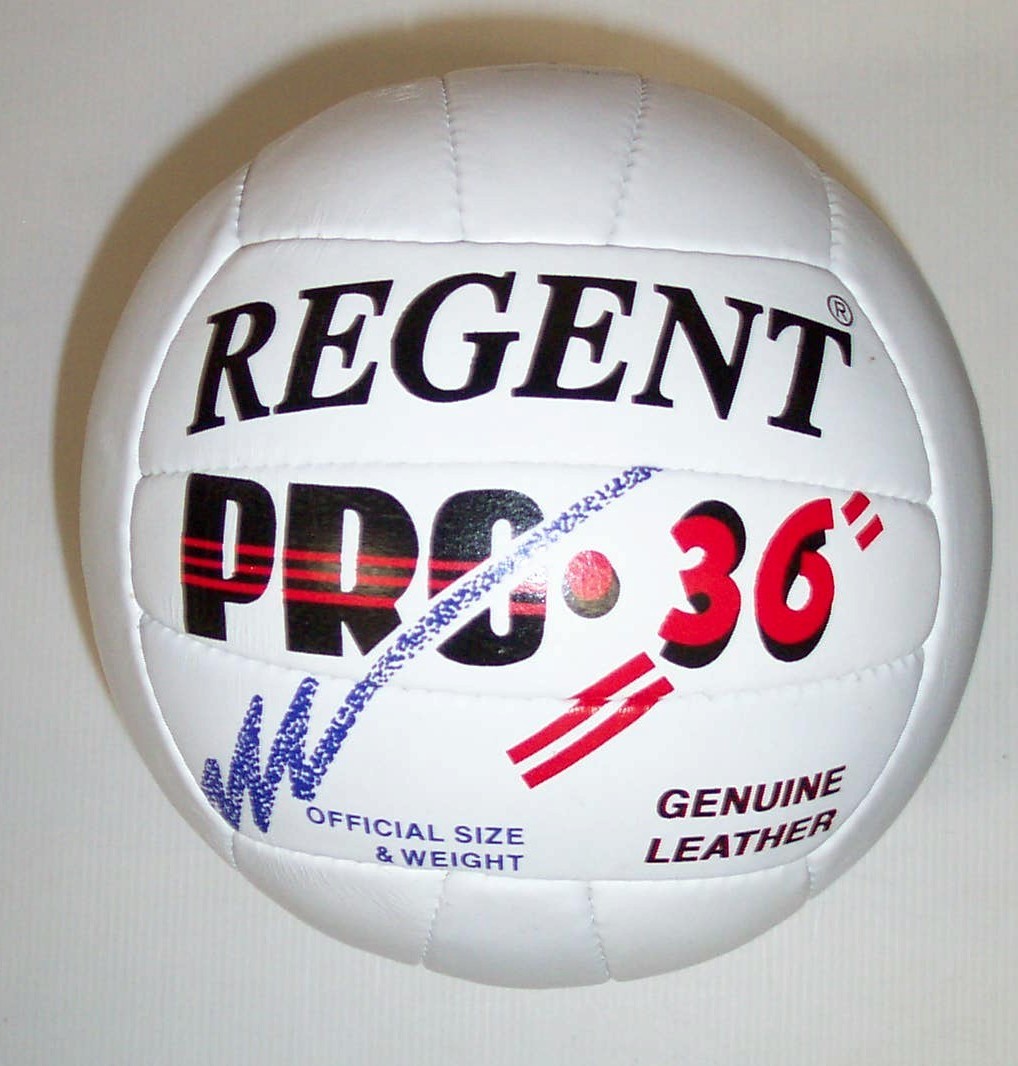 REGENT®
PRO•36"
OFFICIAL SIZE
& WEIGHT
GENUINE
LEATHER